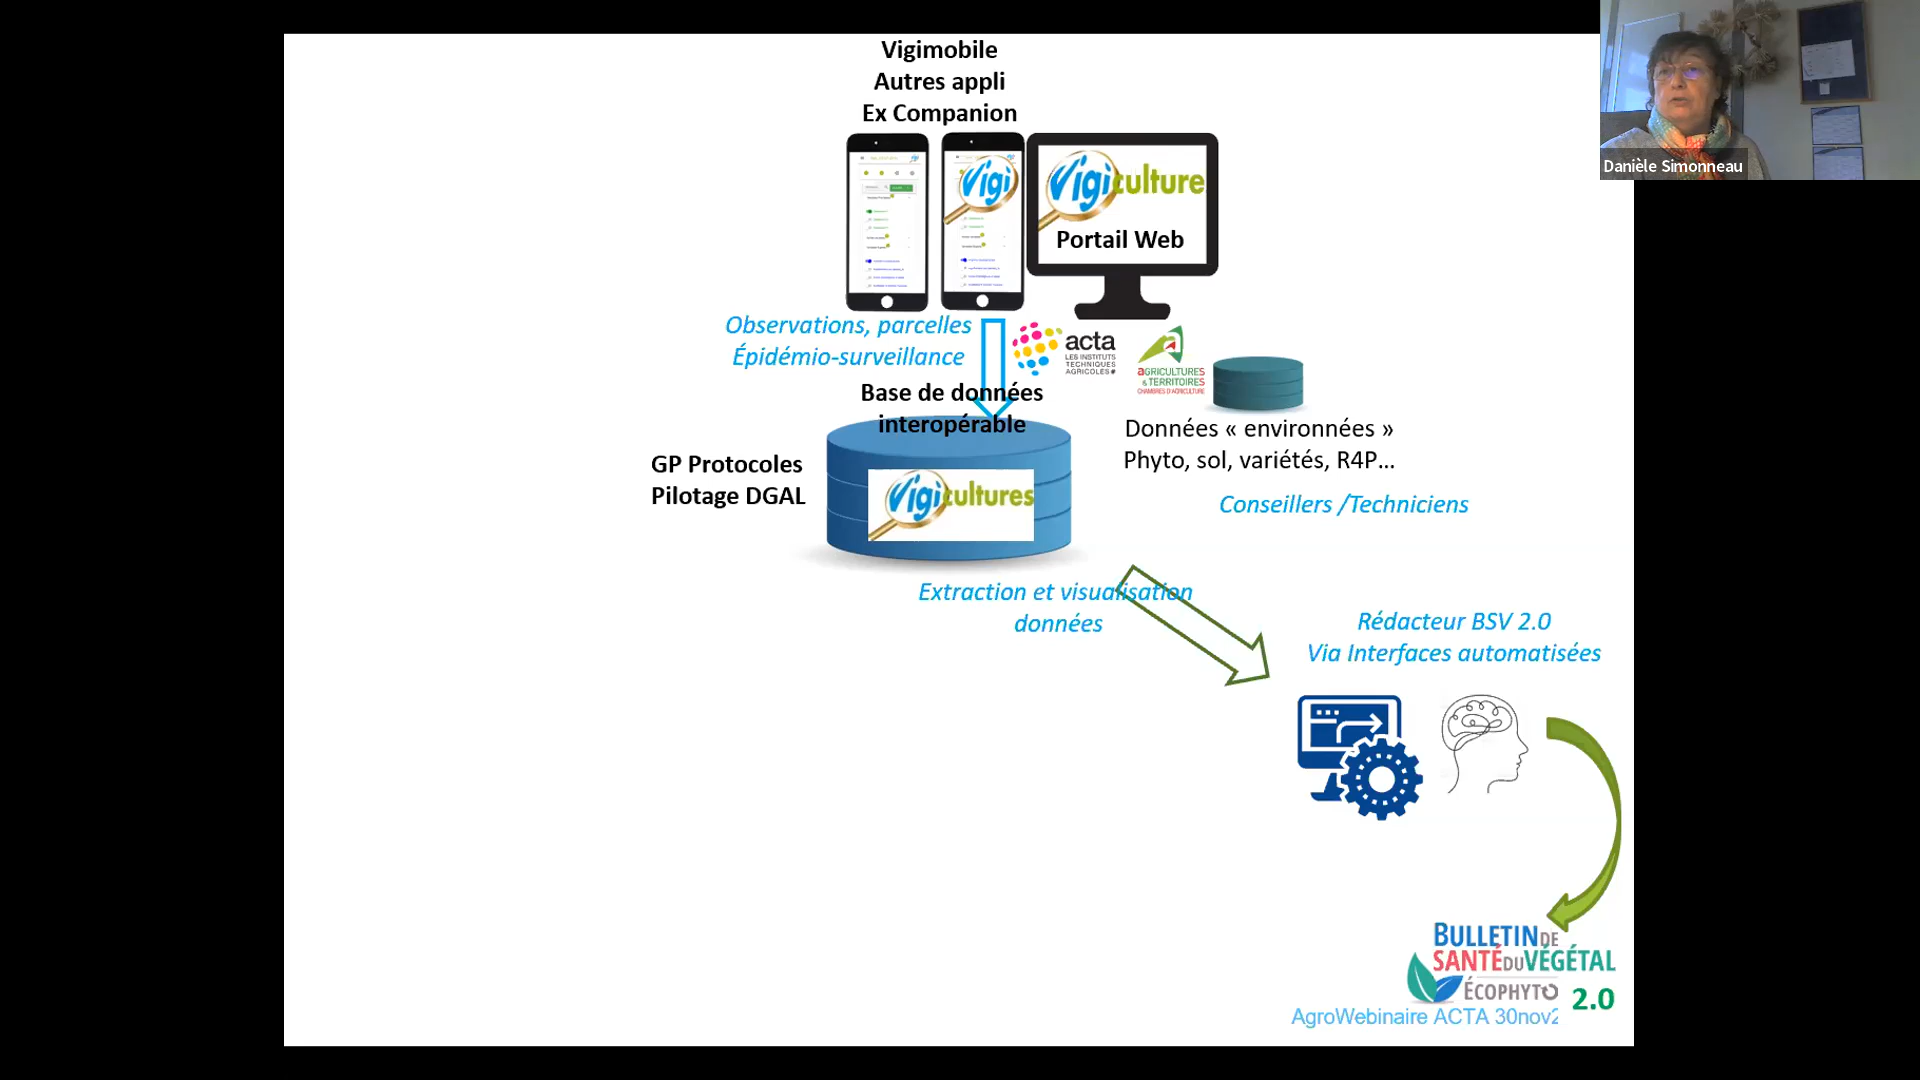 Vigimobile
Autres appli
Ex Companion
Vigi
Vigiculture
Portail Web
Danièle Simonneau
Observations, parcelles
Épidémio-surveillance
acta
LES INSTITUTS
TECHNIQUES
AGRICOLES#
AGRICULTURES
& TERRITOIRES
CHAMBRES D'AGRICULTURE
Base de données
interopérable
Données « environnées »
Phyto, sol, variétés, R4P...
GP Protocoles
Pilotage DGAL
Vigicultures
Conseillers /Techniciens
Extraction et visualisation
données
Rédacteur BSV 2.0
Via Interfaces automatisées
BULLETIN DE
SANTÉ DU VÉGÉTAL
ÉCOPHYTO
2.0
AgroWebinaire ACTA 30nov2